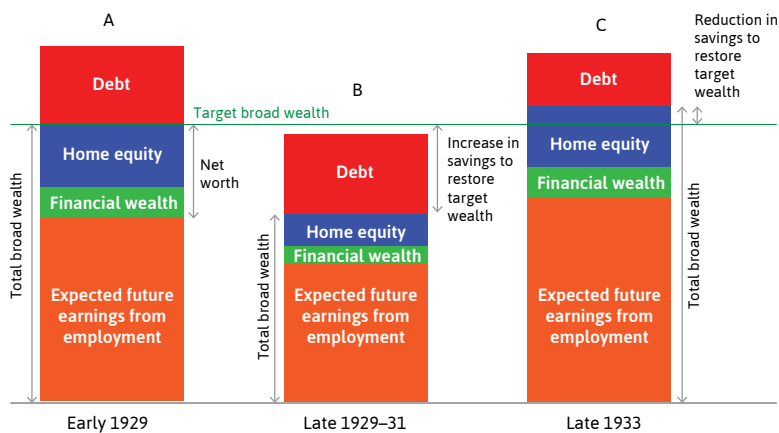 A
Debt
Target broad wealth
Home equity
Net
worth
Financial wealth
Expected future
earnings from
employment
Total broad wealth
Early 1929
B
Debt
Increase in
savings to
restore
target
wealth
Home equity
Financial wealth
Expected future
earnings from
employment
Total broad wealth
Late 1929–31
C
Reduction in
savings to
restore
target
wealth
Debt
Home equity
Financial wealth
Expected future
earnings from
employment
Total broad wealth
Late 1933